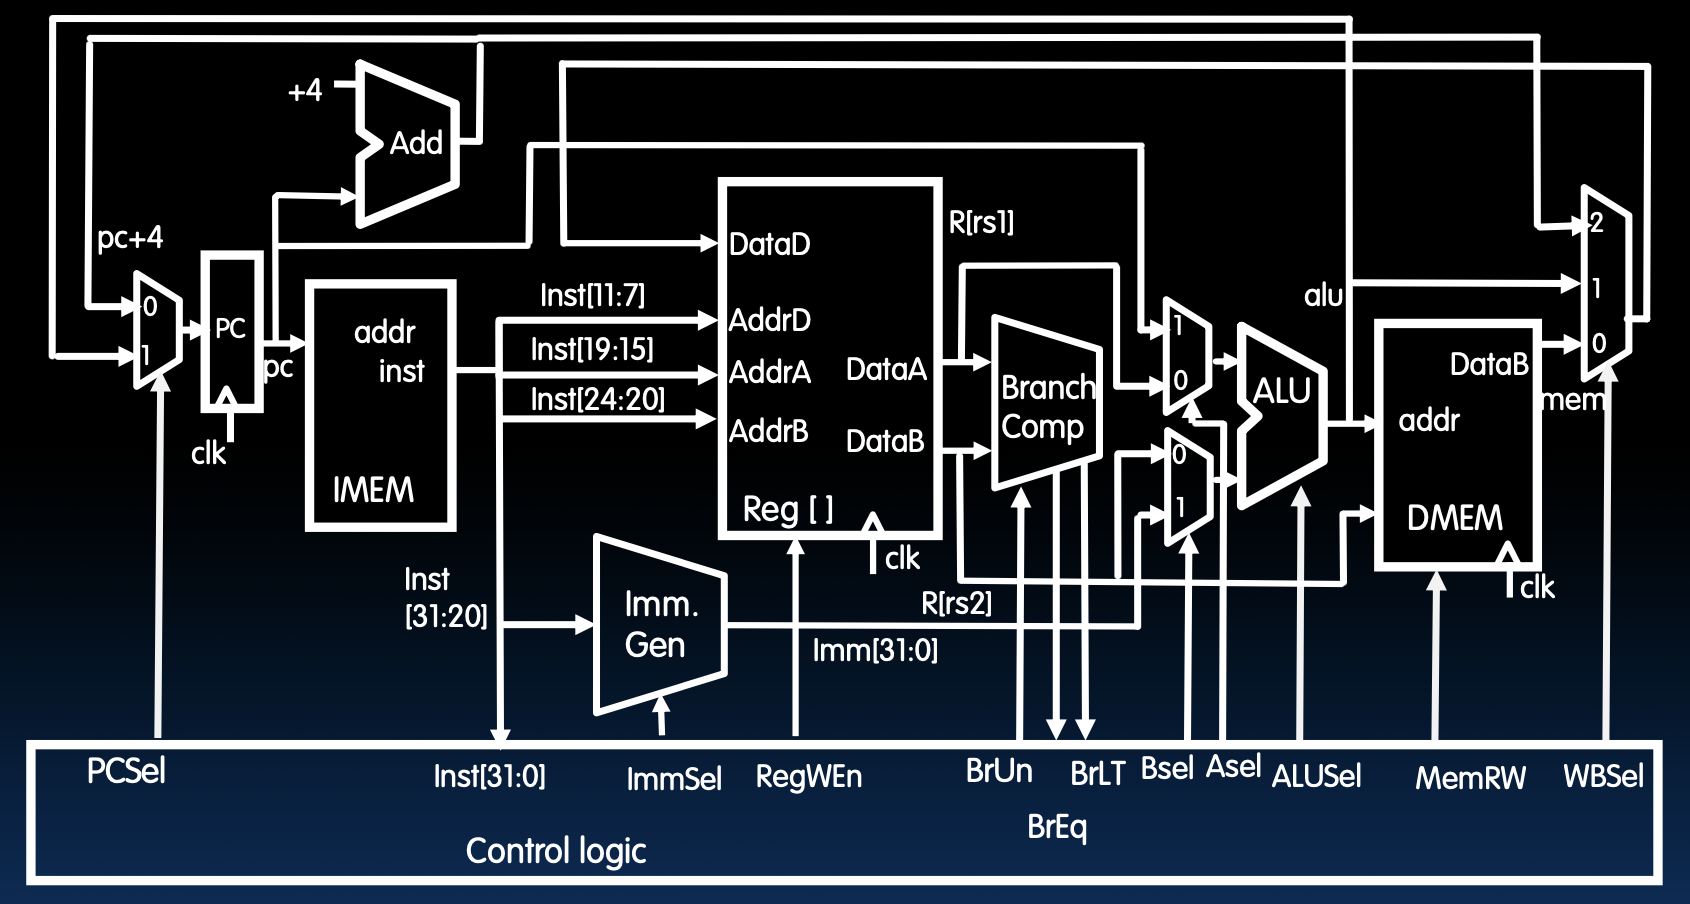 +4
Add
pc+4
0
1
PC
pc
clk
addr
inst
IMEM
Inst[11:7]
Inst[19:15]
Inst[24:20]
DataD
AddrD
AddrA
AddrB
DataA
DataB
Reg [ ]
clk
R[rs1]
Branch
Comp
1
0
0
1
ALU
alu
2
1
0
DataB
addr
DMEM
clk
mem
Inst
[31:20]
Imm.
Gen
R[rs2]
Imm[31:0]
PCSel
Inst[31:0]
ImmSel
RegWEn
BrUn
BrLT
Bsel
Asel
ALUSel
MemRW
WBSel
BrEq
Control logic